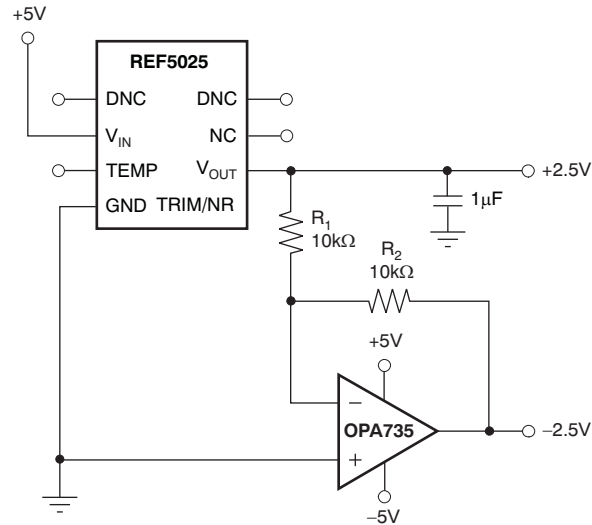 +5V
REF5025
DNC
DNC
V_IN
NC
TEMP
V_OUT
+2.5V
GND
TRIM/NR
1μF
R_1
10kΩ
R_2
10kΩ
+5V
−
OPA735
−2.5V
+
−5V